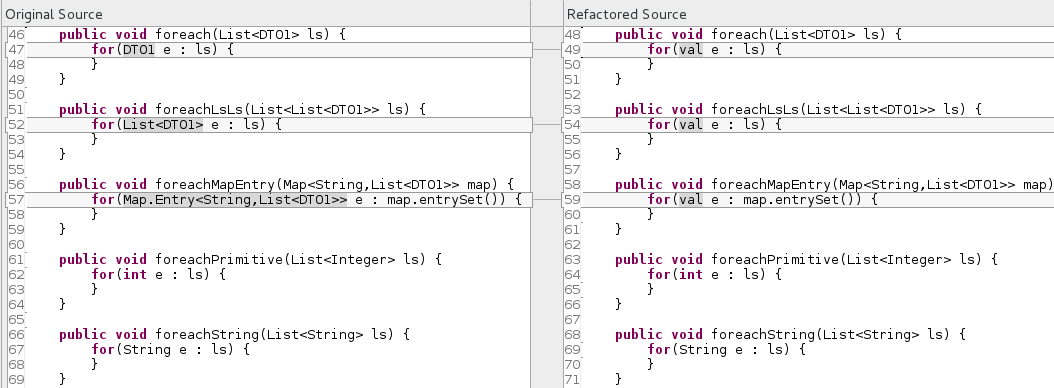 Original Source
46    public void foreach(List<DTO1> ls) {
47        for(DTO1 e : ls) {
48        }
49    }
50
51    public void foreachLsLs(List<List<DTO1>> ls) {
52        for(List<DTO1> e : ls) {
53        }
54    }
55
56    public void foreachMapEntry(Map<String,List<DTO1>> map) {
57        for(Map.Entry<String,List<DTO1>> e : map.entrySet()) {
58        }
59    }
60
61    public void foreachPrimitive(List<Integer> ls) {
62        for(int e : ls) {
63        }
64    }
65
66    public void foreachString(List<String> ls) {
67        for(String e : ls) {
68        }
69    }
Refactored Source
48    public void foreach(List<DTO1> ls) {
49        for(val e : ls) {
50        }
51    }
52
53    public void foreachLsLs(List<List<DTO1>> ls) {
54        for(val e : ls) {
55        }
56    }
57
58    public void foreachMapEntry(Map<String,List<DTO1>> map)
59        for(val e : map.entrySet()) {
60        }
61    }
62
63    public void foreachPrimitive(List<Integer> ls) {
64        for(int e : ls) {
65        }
66    }
67
68    public void foreachString(List<String> ls) {
69        for(String e : ls) {
70        }
71    }